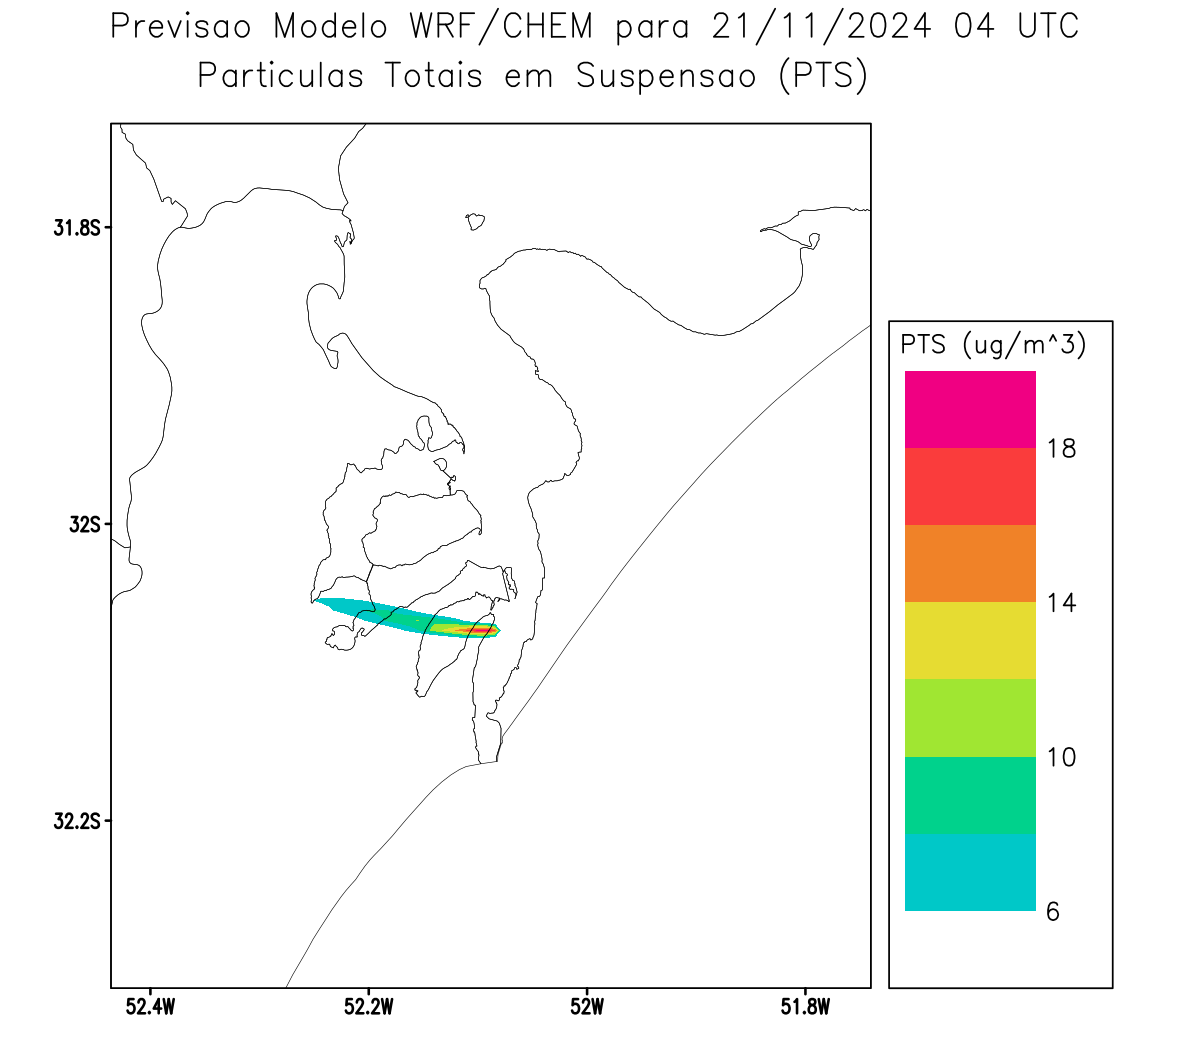 Previsao Modelo WRF/CHEM para 21/11/2024 04 UTC
Particulas Totais em Suspensao (PTS)
31.8S
32S
32.2S
52.4W
52.2W
52W
51.8W
PTS (ug/m^3)
18
14
10
6